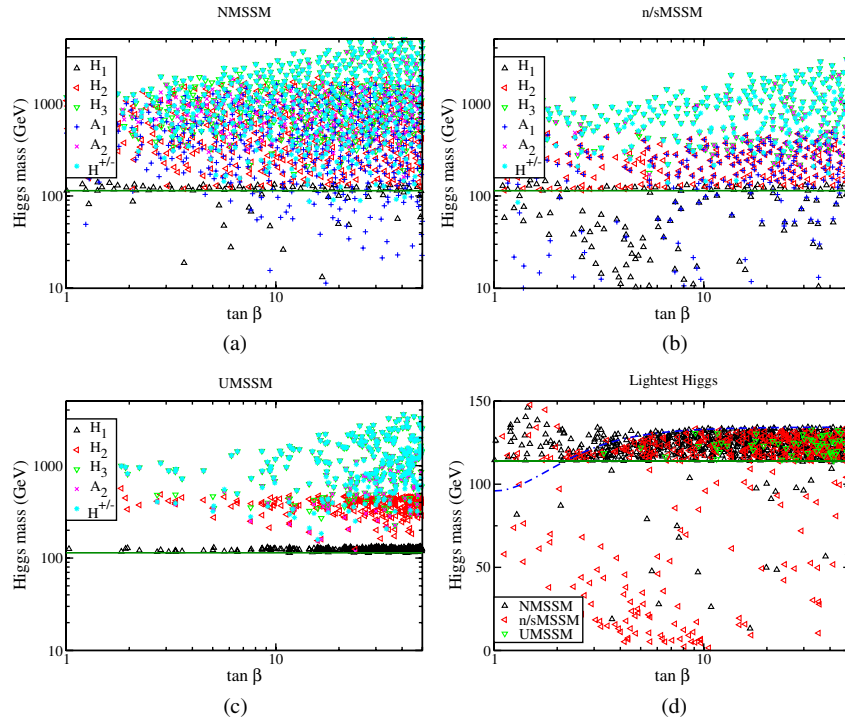 NMSSM
Higgs mass (GeV)
1000
100
10
H1
H2
H3
A1
A2
H+/-
1
10
tan β
(a)
n/sMSSM
Higgs mass (GeV)
1000
100
10
H1
H2
H3
A1
A2
H+/-
1
10
tan β
(b)
UMSSM
Higgs mass (GeV)
1000
100
10
H1
H2
H3
A2
H+/-
1
10
tan β
(c)
Lightest Higgs
Higgs mass (GeV)
150
100
50
0
NMSSM
n/sMSSM
UMSSM
1
10
tan β
(d)